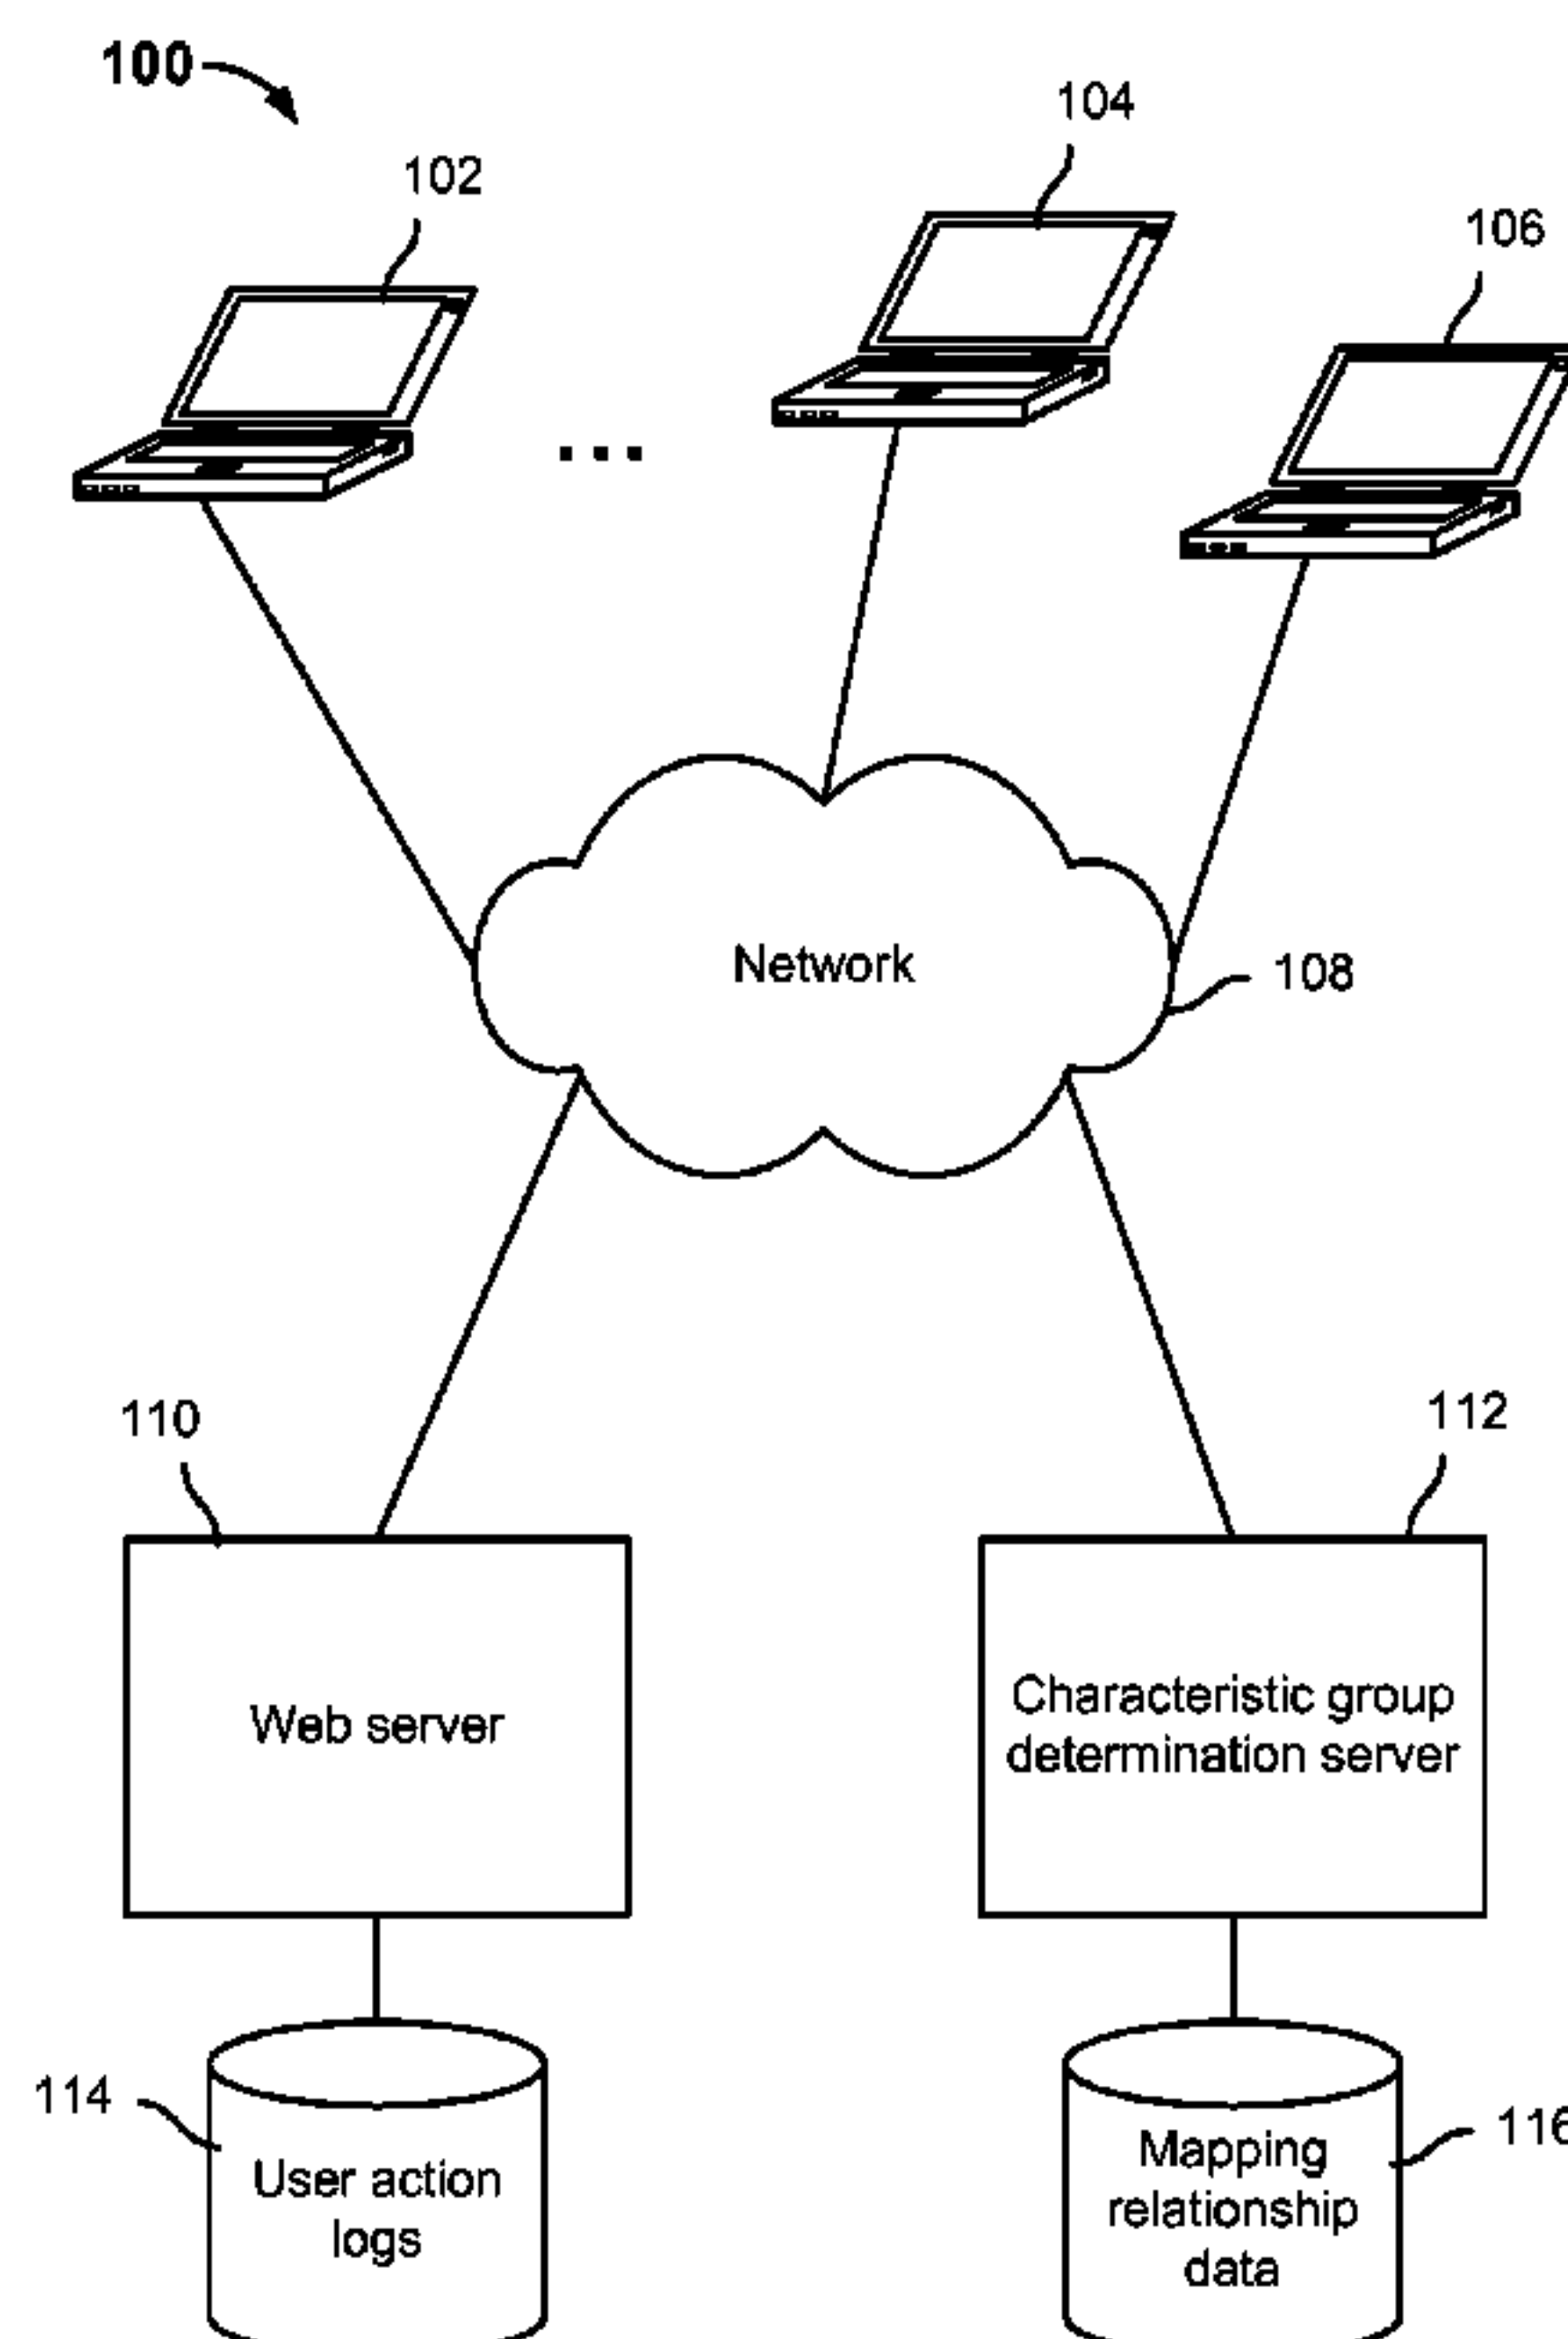 100
104
102
106
Network
108
110
112
Web server
Characteristic group
determination server
114
116
User action
logs
Mapping
relationship
data